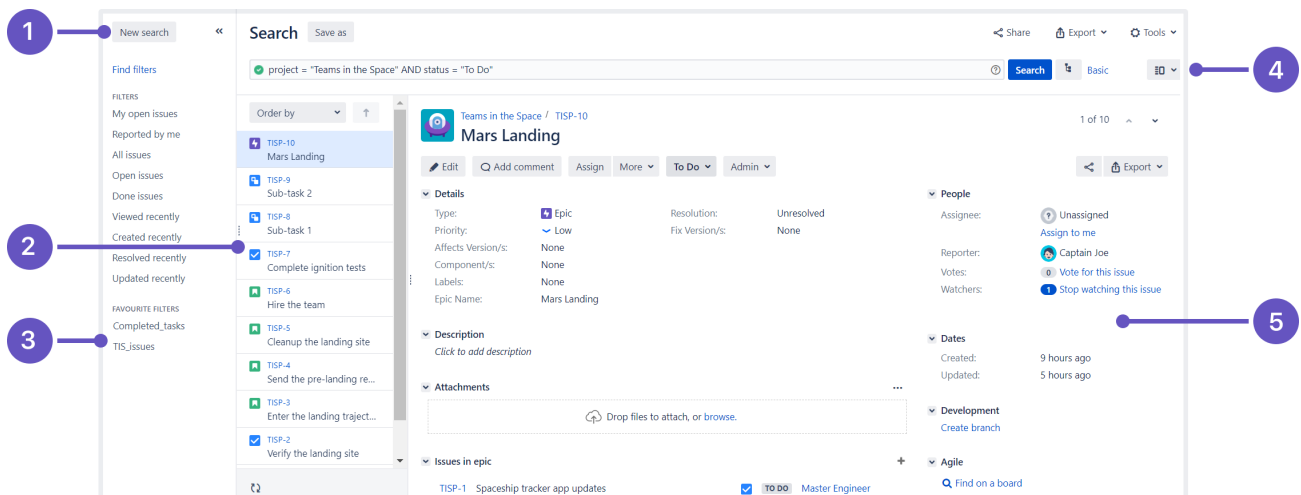 1
New search
«
Search
Save as
Share
Export
Tools
Find filters
project = "Teams in the Space" AND status = "To Do"
Search
Basic
4
FILTERS
My open issues
Reported by me
All issues
Open issues
Done issues
Viewed recently
Created recently
Resolved recently
Updated recently
2
FAVOURITE FILTERS
Completed_tasks
TIS_issues
3
Order by
TISP-10
Mars Landing
TISP-9
Sub-task 2
TISP-8
Sub-task 1
TISP-7
Complete ignition tests
TISP-6
Hire the team
TISP-5
Cleanup the landing site
TISP-4
Send the pre-landing re...
TISP-3
Enter the landing traject...
TISP-2
Verify the landing site
Teams in the Space / TISP-10
Mars Landing
1 of 10
Edit
Add comment
Assign
More
To Do
Admin
Export
Details
Type: Epic
Priority: Low
Affects Version/s: None
Component/s: None
Labels: None
Epic Name: Mars Landing
Resolution: Unresolved
Fix Version/s: None
Description
Click to add description
Attachments
...
Drop files to attach, or browse.
Issues in epic
+
TISP-1 Spaceship tracker app updates TO DO Master Engineer
People
Assignee: Unassigned
Assign to me
Reporter: Captain Joe
Votes: 0 Vote for this issue
Watchers: 1 Stop watching this issue
5
Dates
Created: 9 hours ago
Updated: 5 hours ago
Development
Create branch
Agile
Find on a board